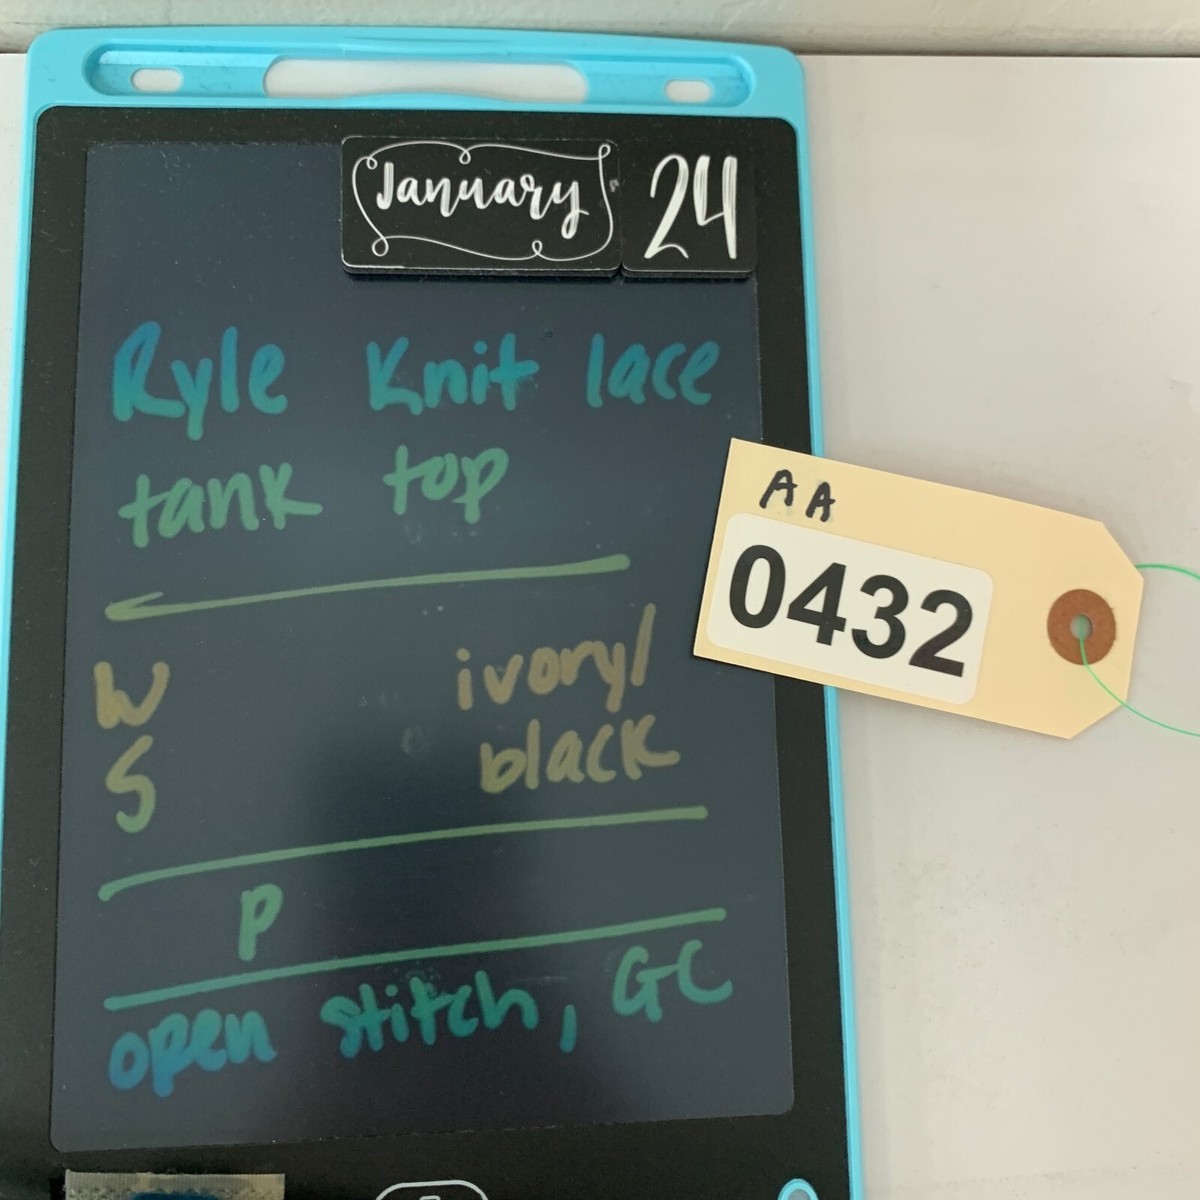 January 24
Ryle Knit lace
tank top
AA
0432
W ivory/
S black
P
open stitch, GC